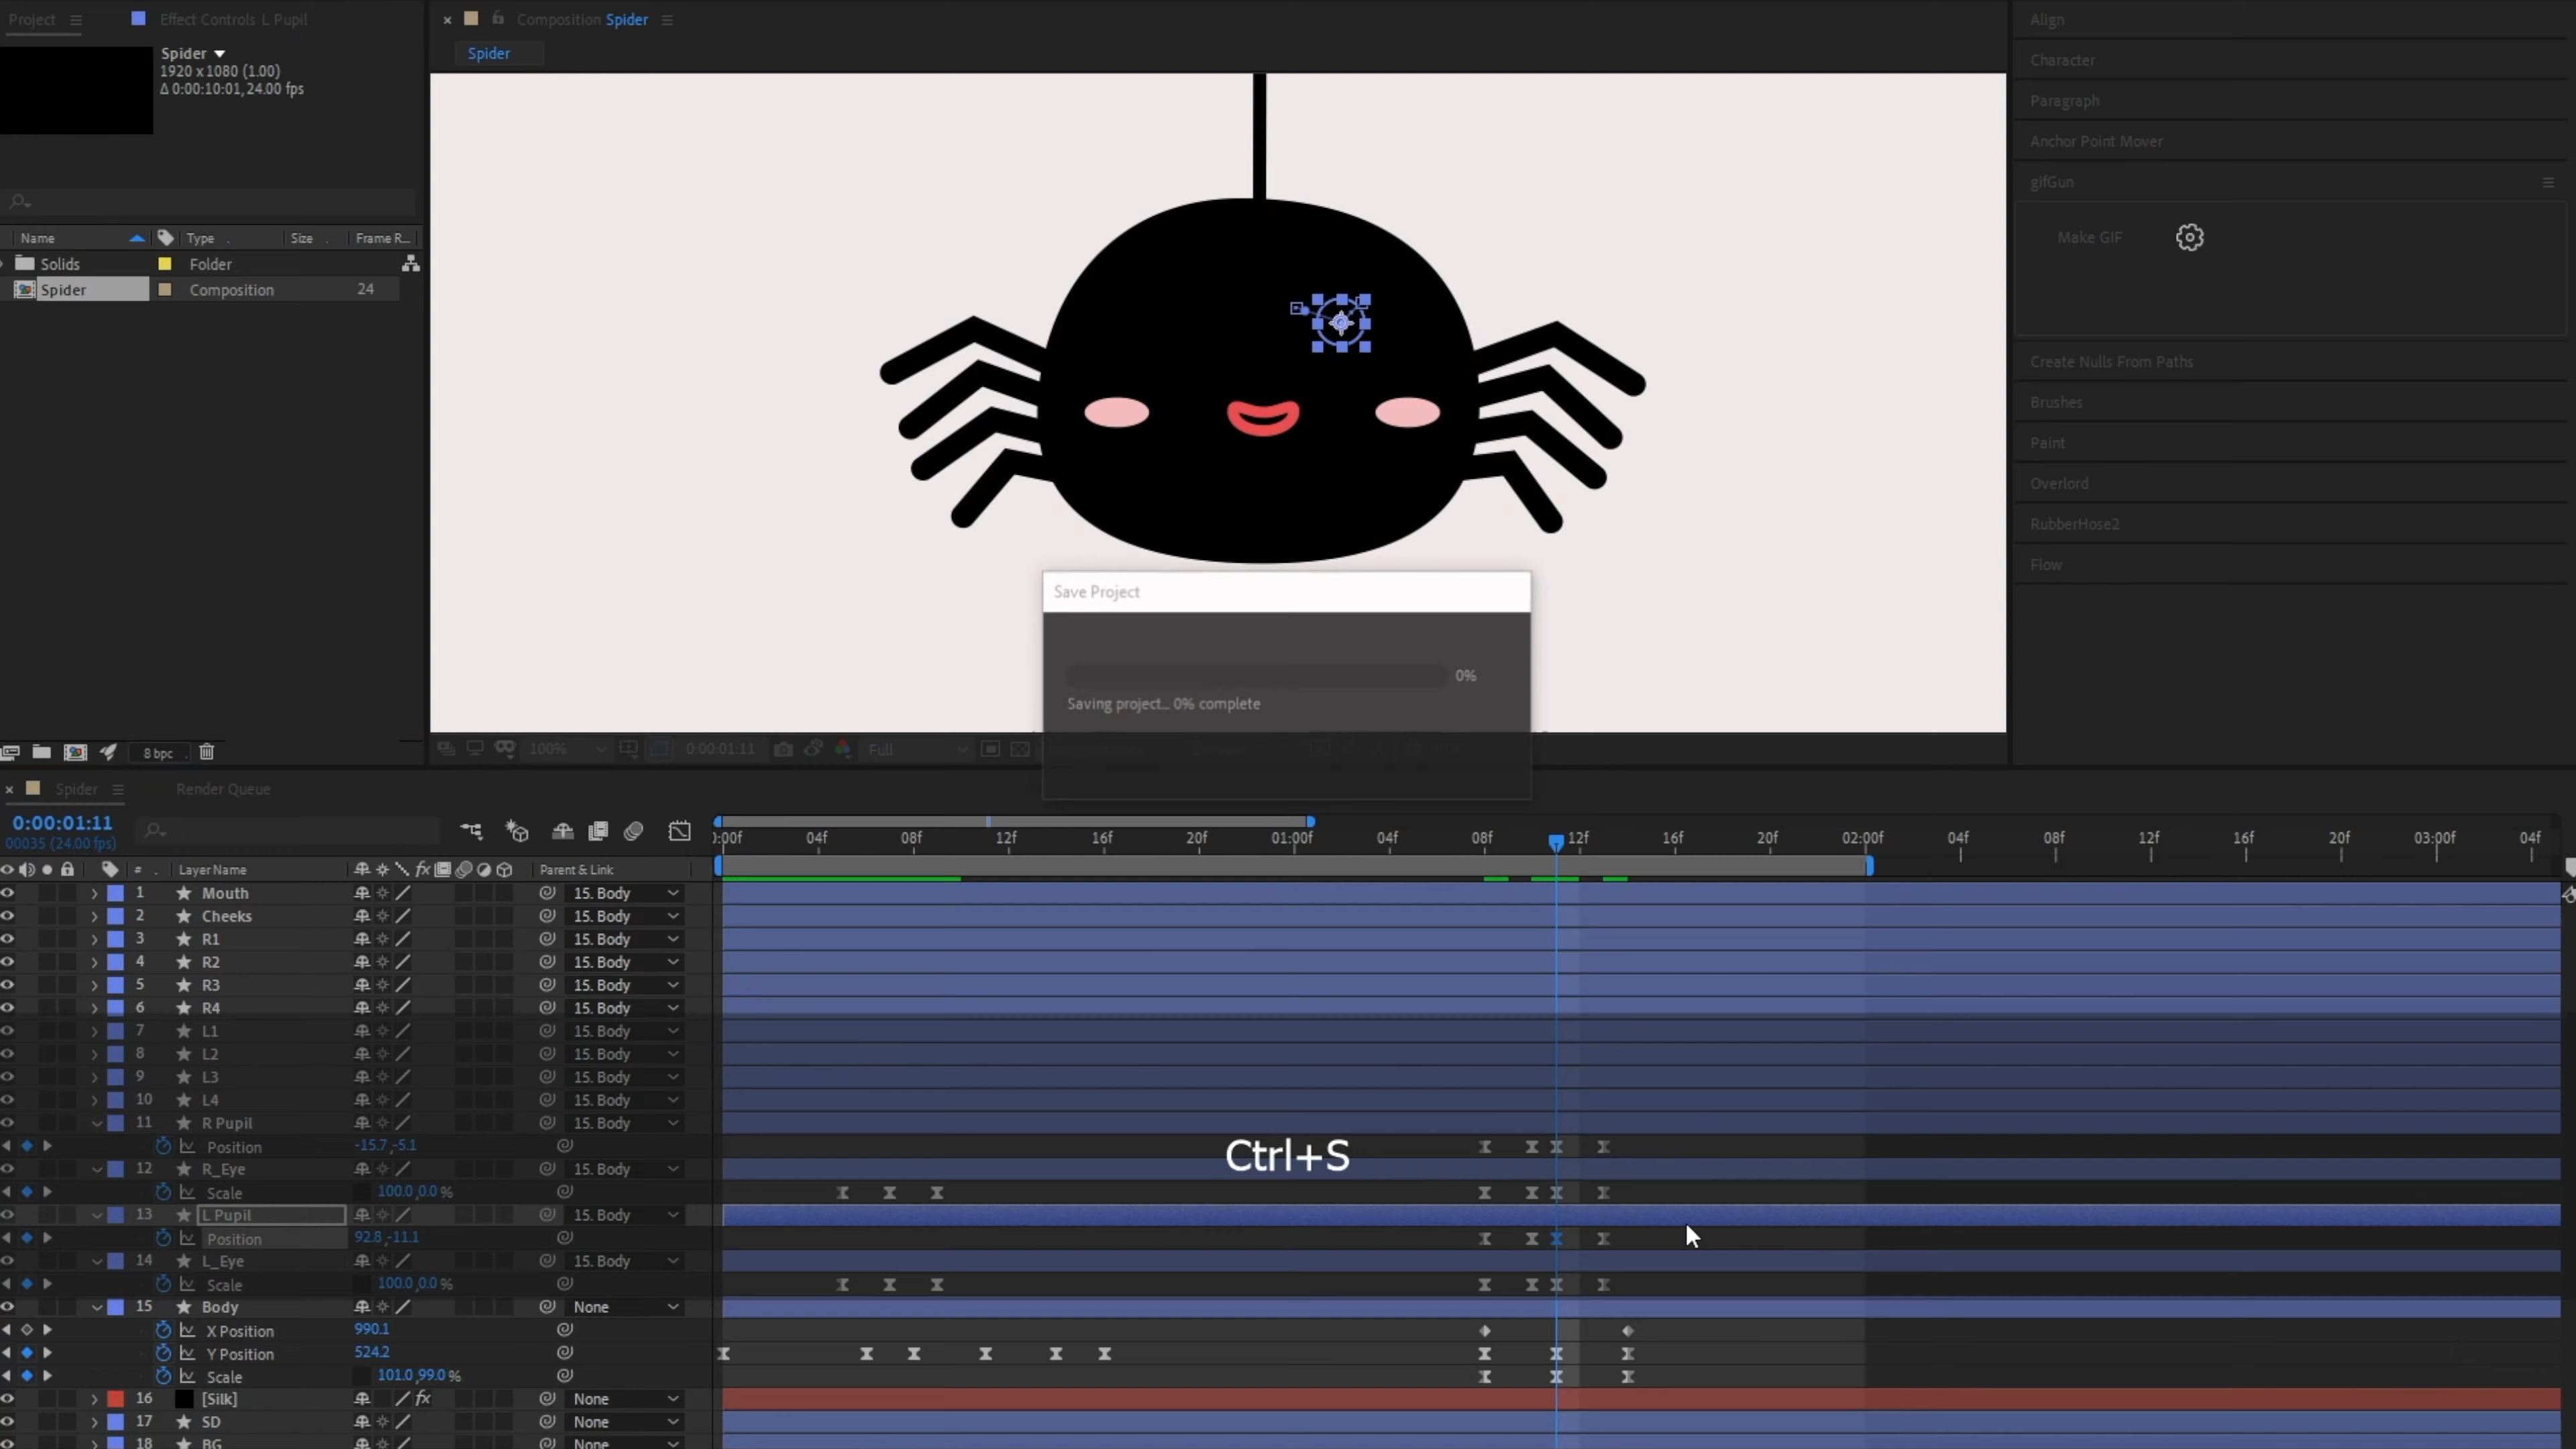 Project
Effect Controls L Pupil
Composition Spider
Align
Spider
1920 x 1080 (1.00)
Δ 0:00:10:01, 24.00 fps
Spider
Character
Paragraph
Anchor Point Mover
gifGun
Make GIF
Name Type Size Frame R...
Solids Folder
Spider Composition 24
Create Nulls From Paths
Brushes
Paint
Overlord
RubberHose2
Flow
Save Project
0%
Saving project... 0% complete
8 bpc
100%
0:00:01:11
Full
Spider
Render Queue
0:00:01:11
00035 (24.00 fps)
0:00f 04f 08f 12f 16f 20f 01:00f 04f 08f 12f 16f 20f 02:00f 04f 08f 12f 16f 20f 03:00f 04f
# Layer Name fx Parent & Link
1 Mouth 15. Body
2 Cheeks 15. Body
3 R1 15. Body
4 R2 15. Body
5 R3 15. Body
6 R4 15. Body
7 L1 15. Body
8 L2 15. Body
9 L3 15. Body
10 L4 15. Body
11 R Pupil 15. Body
Position -15.7,-5.1
Ctrl+S
12 R_Eye 15. Body
Scale 100.0,0.0%
13 L Pupil 15. Body
Position 92.8,-11.1
14 L_Eye 15. Body
Scale 100.0,0.0%
15 Body None
X Position 990.1
Y Position 524.2
Scale 101.0,99.0%
16 [Silk] fx None
17 SD None
18 BG None